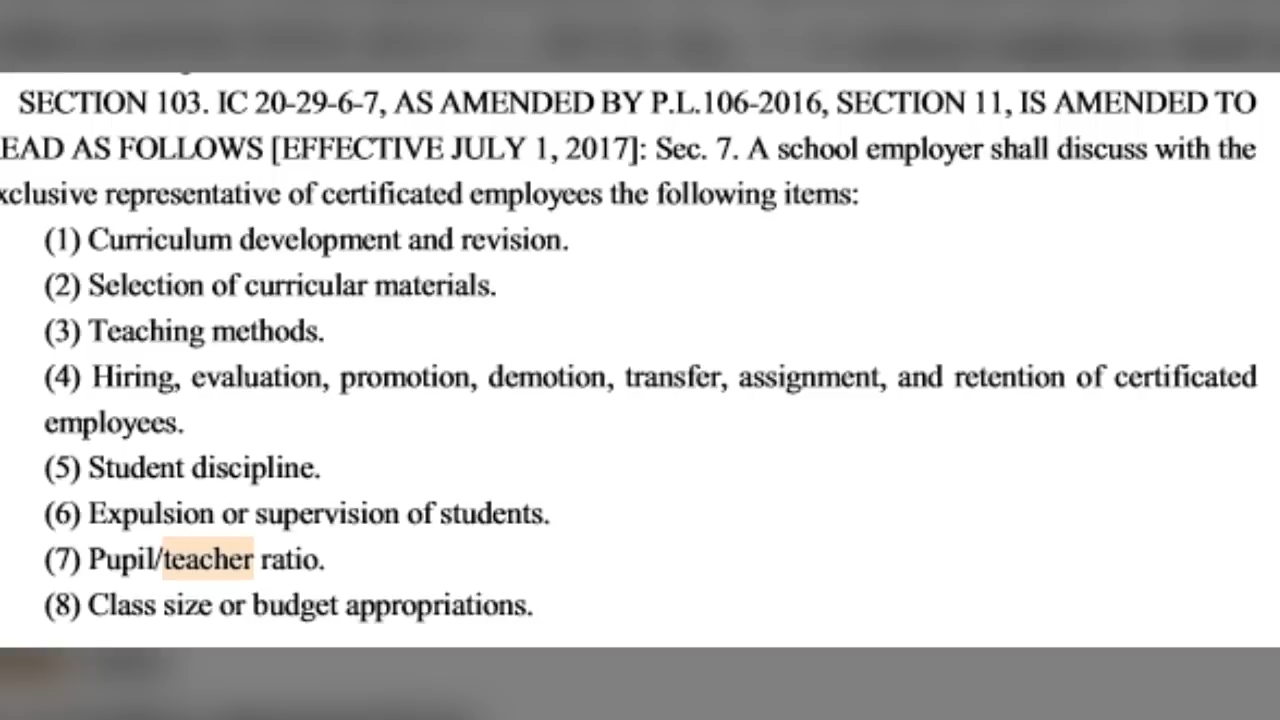 SECTION 103. IC 20-29-6-7, AS AMENDED BY P.L.106-2016, SECTION 11, IS AMENDED TO
EAD AS FOLLOWS [EFFECTIVE JULY 1, 2017]: Sec. 7. A school employer shall discuss with the
xclusive representative of certificated employees the following items:
(1) Curriculum development and revision.
(2) Selection of curricular materials.
(3) Teaching methods.
(4) Hiring, evaluation, promotion, demotion, transfer, assignment, and retention of certificated
employees.
(5) Student discipline.
(6) Expulsion or supervision of students.
(7) Pupil/teacher ratio.
(8) Class size or budget appropriations.